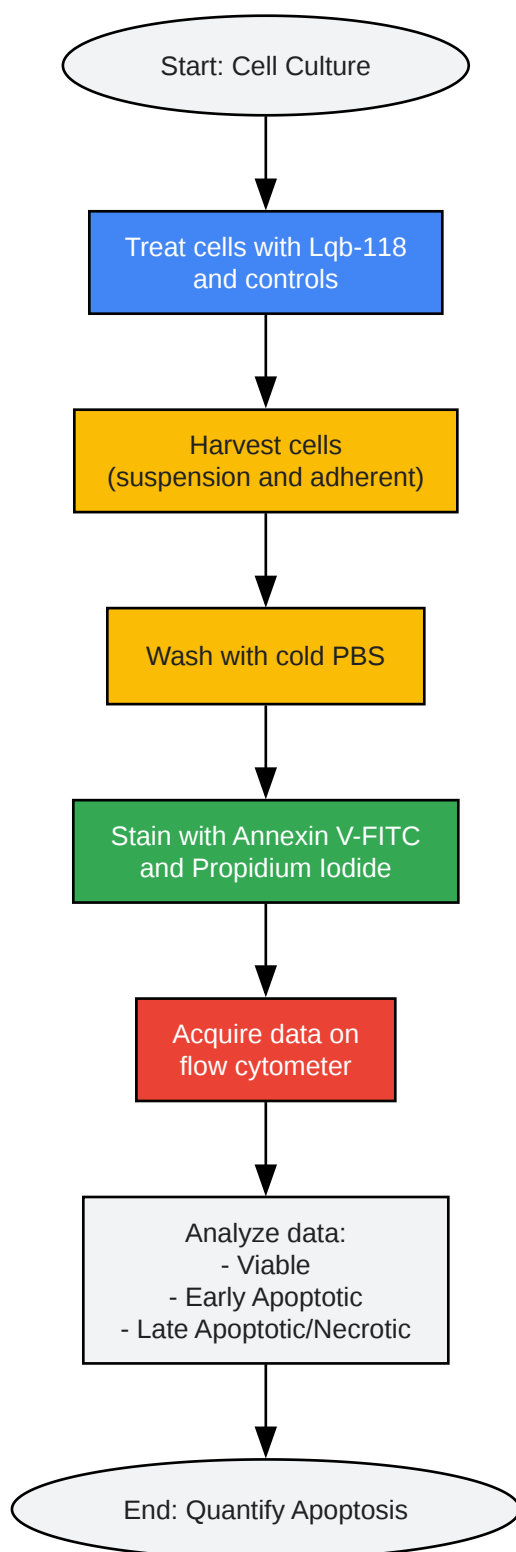 Start: Cell Culture
Treat cells with Lqb-118
and controls
Harvest cells
(suspension and adherent)
Wash with cold PBS
Stain with Annexin V-FITC
and Propidium Iodide
Acquire data on
flow cytometer
Analyze data:
- Viable
- Early Apoptotic
- Late Apoptotic/Necrotic
End: Quantify Apoptosis